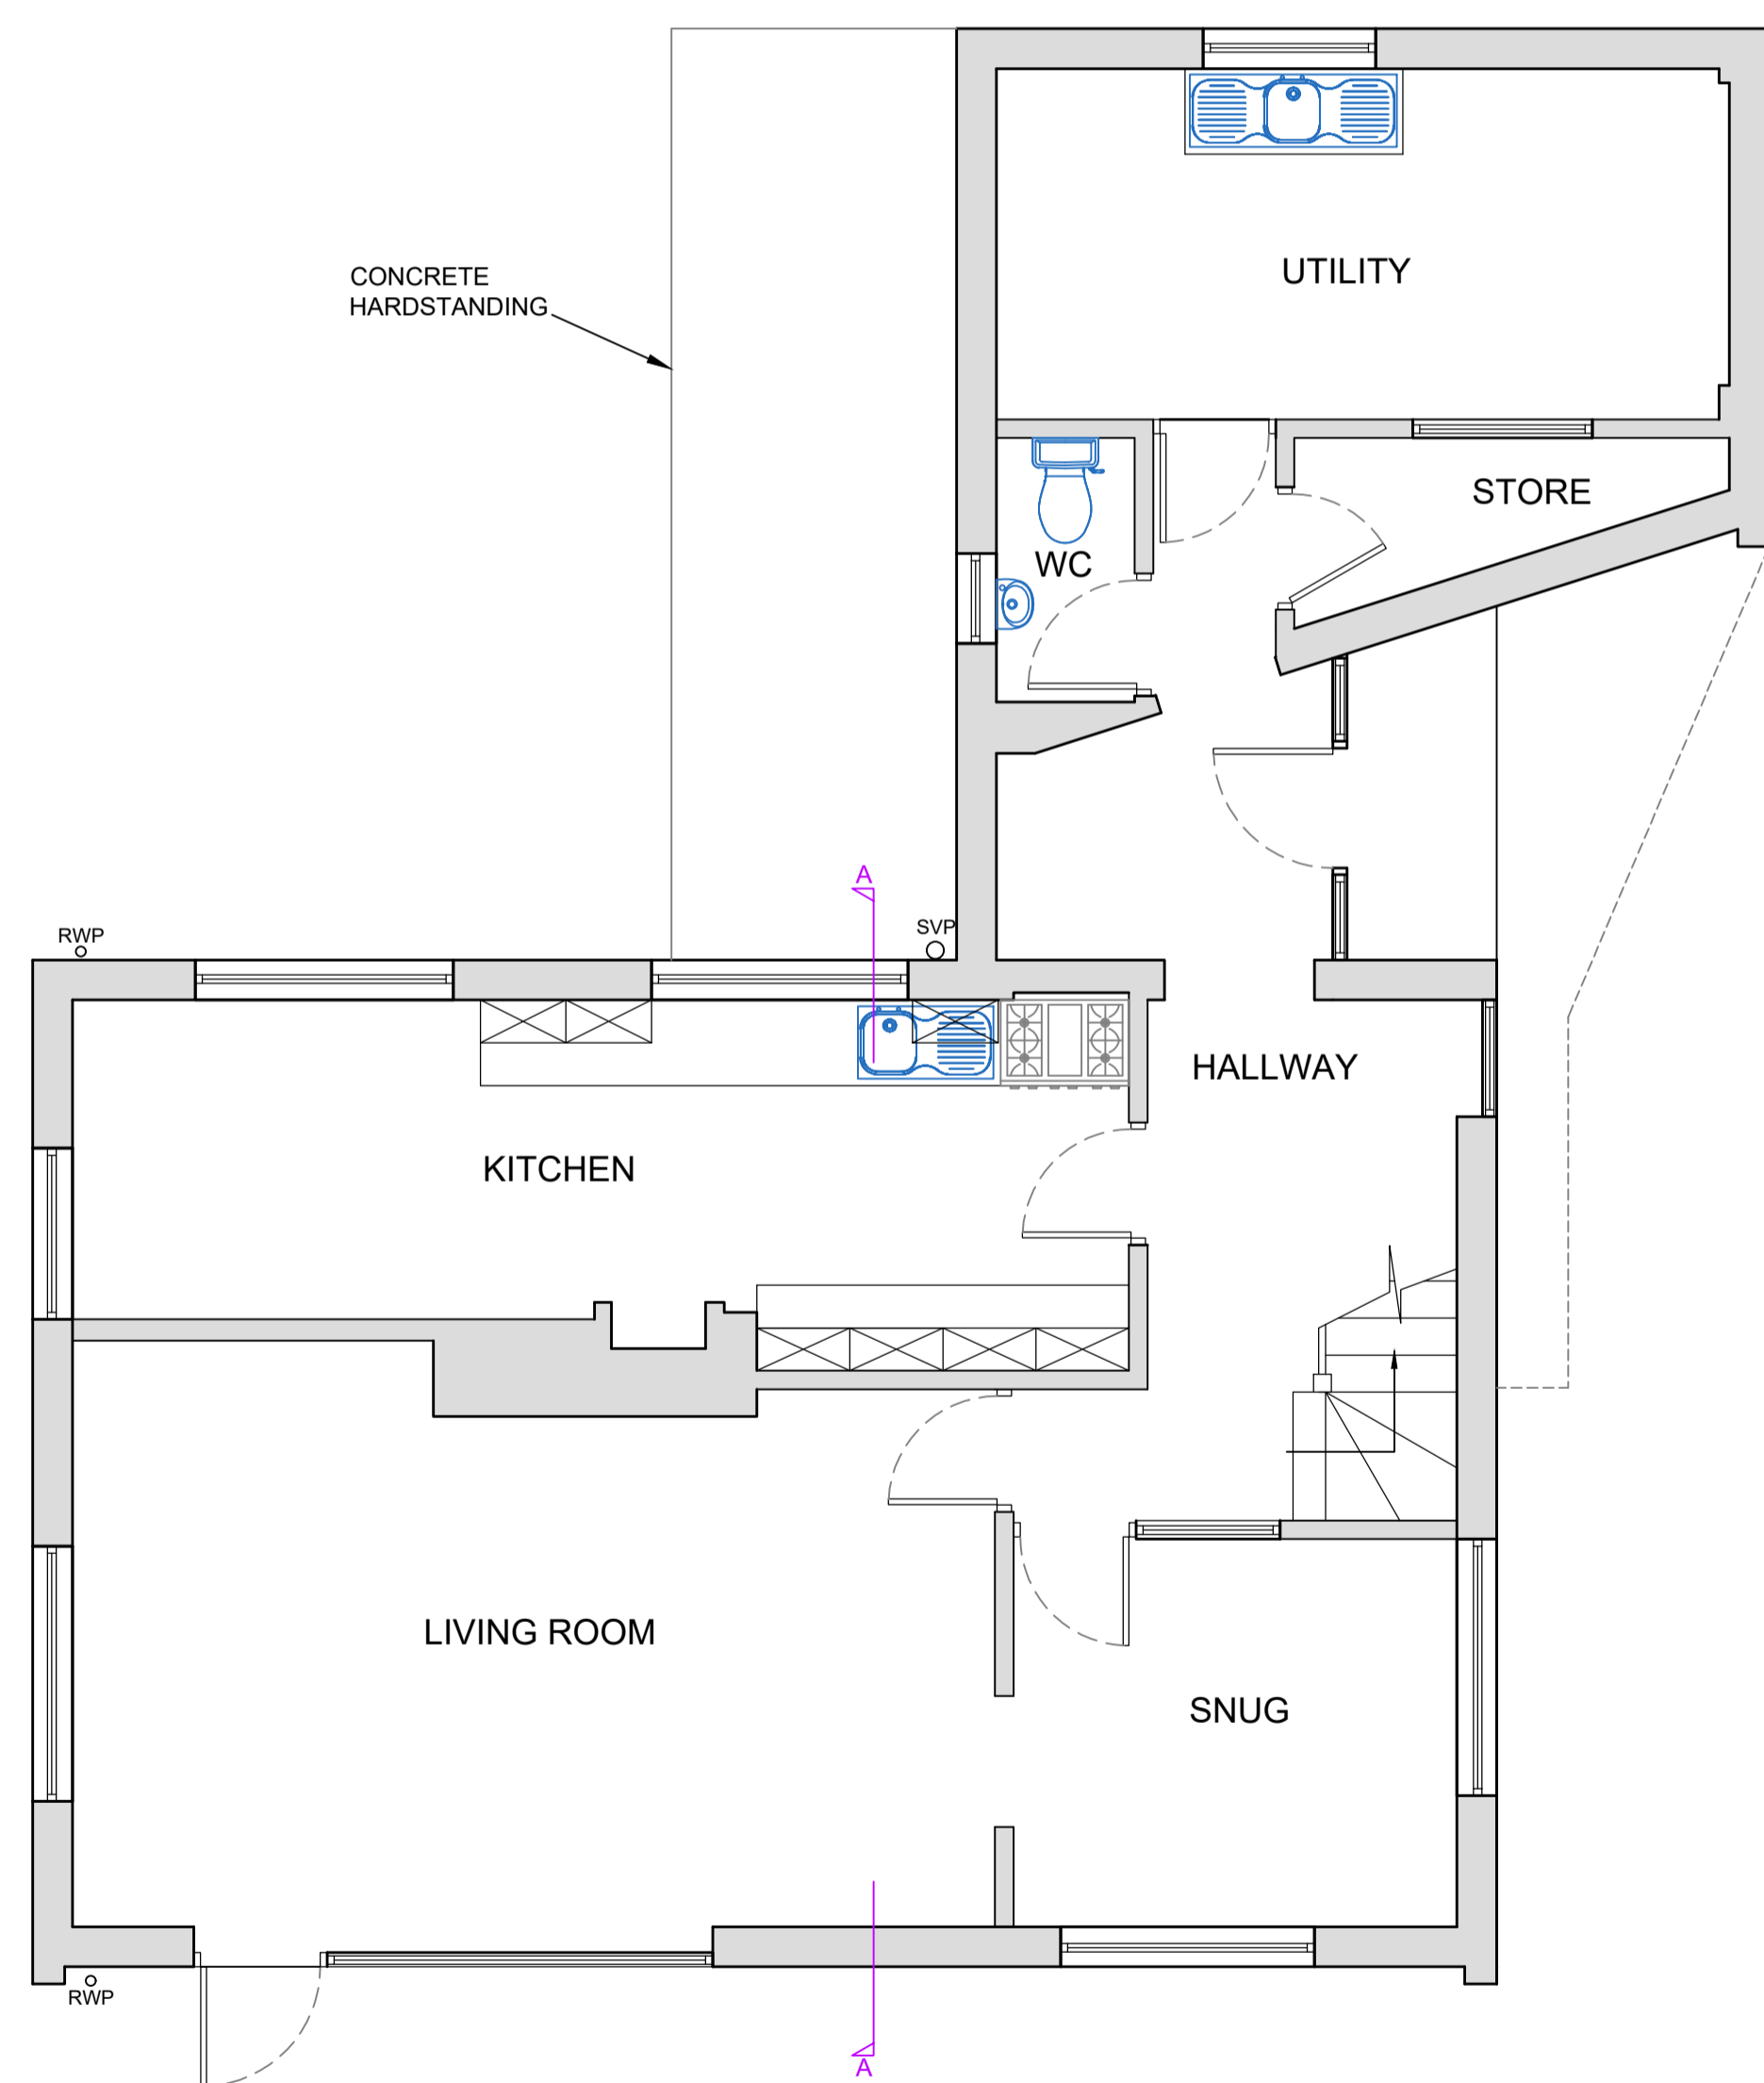 CONCRETE
HARDSTANDING
UTILITY
STORE
WC
A
RWP
SVP
HALLWAY
KITCHEN
LIVING ROOM
SNUG
RWP
A